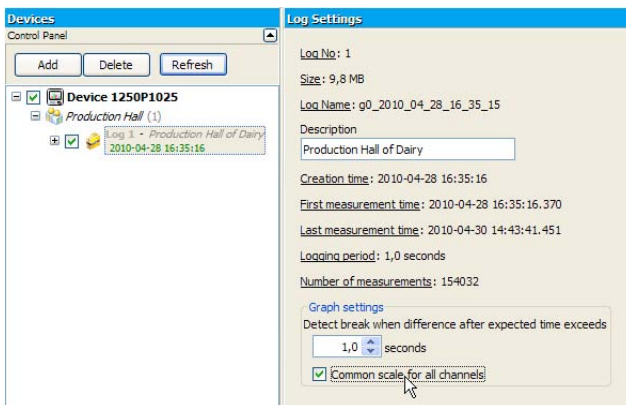 Devices
Control Panel
Add Delete Refresh
Device 1250P1025
Production Hall (1)
Log 1 - Production Hall of Dairy
2010-04-28 16:35:16
Log Settings
Log No: 1
Size: 9,8 MB
Log Name: g0_2010_04_28_16_35_15
Description
Production Hall of Dairy
Creation time: 2010-04-28 16:35:16
First measurement time: 2010-04-28 16:35:16.370
Last measurement time: 2010-04-30 14:43:41.451
Logging period: 1,0 seconds
Number of measurements: 154032
Graph settings
Detect break when difference after expected time exceeds
1,0 seconds
Common scale for all channels